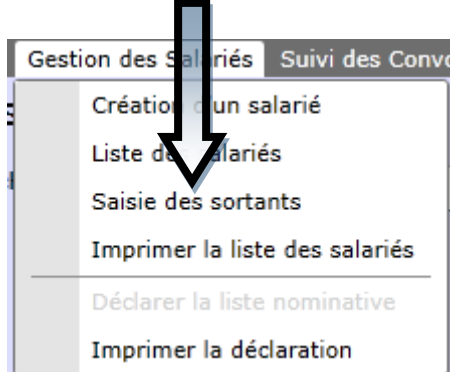 Gestion des Salariés Suivi des Conv
Création d'un salarié
Liste des salariés
Saisie des sortants
Imprimer la liste des salariés
Déclarer la liste nominative
Imprimer la déclaration